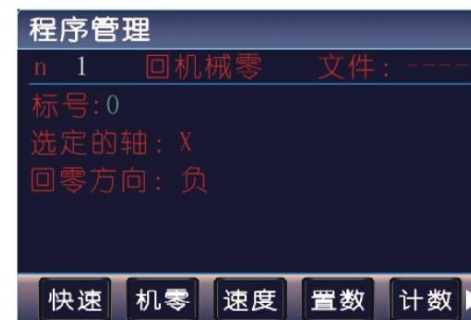 程序管理
n 1 回机械零 文件: ----
标号:0
选定的轴: X
回零方向: 负
快速 机零 速度 置数 计数